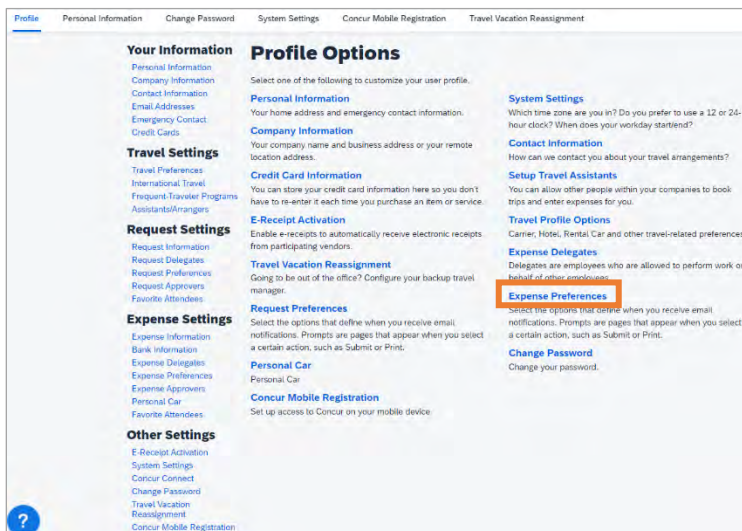 Profile Personal Information Change Password System Settings Concur Mobile Registration Travel Vacation Reassignment
Your Information
Personal Information
Company Information
Contact Information
Email Addresses
Emergency Contact
Credit Cards
Travel Settings
Travel Preferences
International Travel
Frequent-Traveler Programs
Assistants/Arrangers
Request Settings
Request Information
Request Delegates
Request Preferences
Request Approvers
Favorite Attendees
Expense Settings
Expense Information
Bank Information
Expense Delegates
Expense Preferences
Expense Approvers
Personal Car
Favorite Attendees
Other Settings
E-Receipt Activation
System Settings
Concur Connect
Change Password
Travel Vacation
Reassignment
Concur Mobile Registration
Profile Options
Select one of the following to customize your user profile.
Personal Information
Your home address and emergency contact information.
Company Information
Your company name and business address or your remote
location address.
Credit Card Information
You can store your credit card information here so you don't
have to re-enter it each time you purchase an item or service.
E-Receipt Activation
Enable e-receipts to automatically receive electronic receipts
from participating vendors.
Travel Vacation Reassignment
Going to be out of the office? Configure your backup travel
manager.
Request Preferences
Select the options that define when you receive email
notifications. Prompts are pages that appear when you select
a certain action, such as Submit or Print.
Personal Car
Personal Car
Concur Mobile Registration
Set up access to Concur on your mobile device
System Settings
Which time zone are you in? Do you prefer to use a 12 or 24-
hour clock? When does your workday start/end?
Contact Information
How can we contact you about your travel arrangements?
Setup Travel Assistants
You can allow other people within your companies to book
trips and enter expenses for you.
Travel Profile Options
Carrier, Hotel, Rental Car and other travel-related preferences.
Expense Delegates
Delegates are employees who are allowed to perform work on
behalf of other employees.
Expense Preferences
Select the options that define when you receive email
notifications. Prompts are pages that appear when you select
a certain action, such as Submit or Print.
Change Password
Change your password.
?